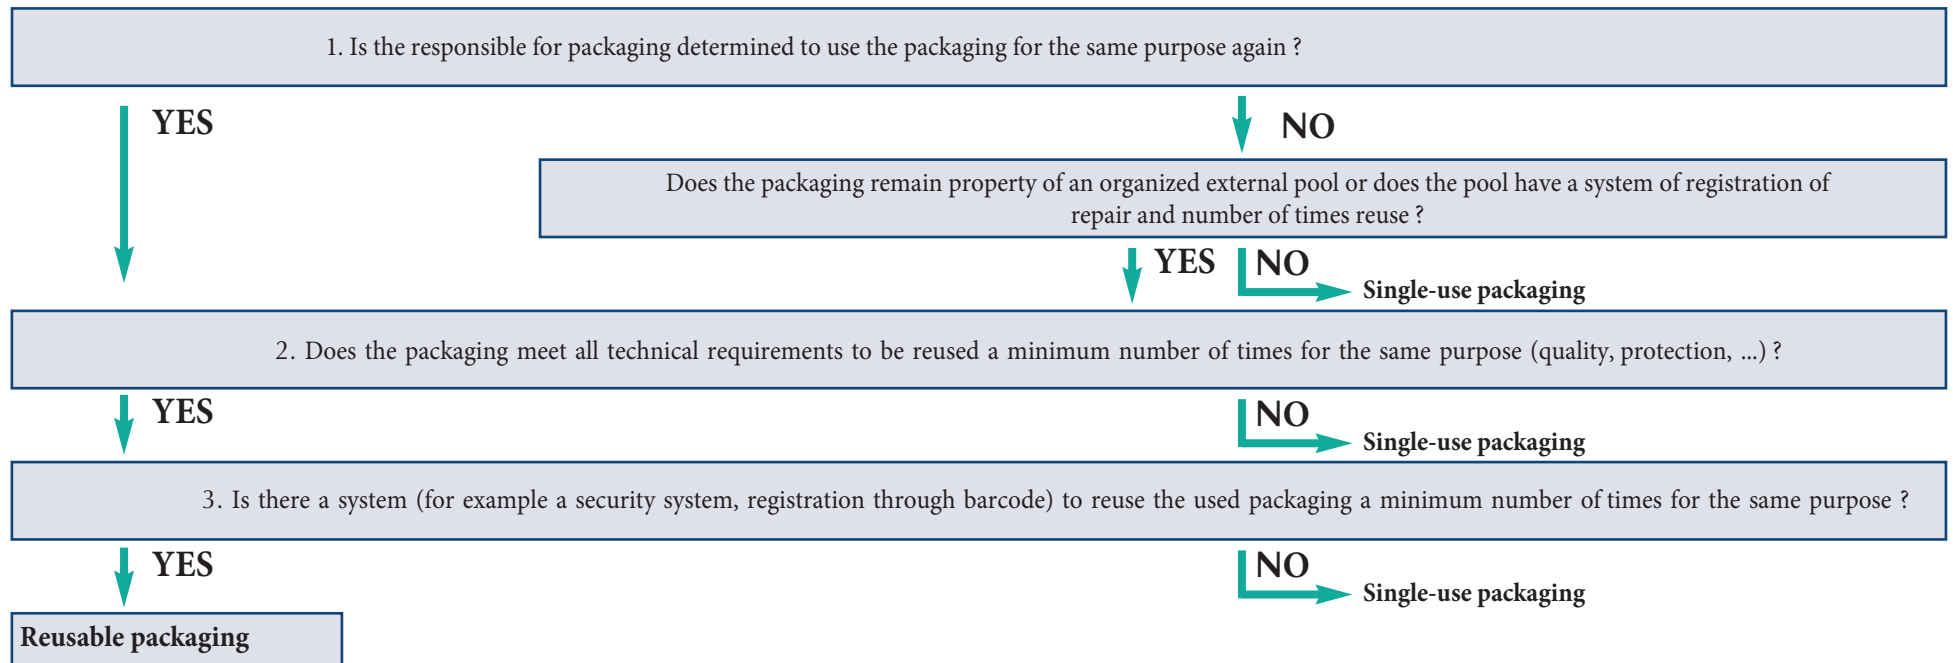 1. Is the responsible for packaging determined to use the packaging for the same purpose again ?
YES
NO
Does the packaging remain property of an organized external pool or does the pool have a system of registration of
repair and number of times reuse ?
YES
NO
Single-use packaging
2. Does the packaging meet all technical requirements to be reused a minimum number of times for the same purpose (quality, protection, ...) ?
YES
NO
Single-use packaging
3. Is there a system (for example a security system, registration through barcode) to reuse the used packaging a minimum number of times for the same purpose ?
YES
NO
Single-use packaging
Reusable packaging